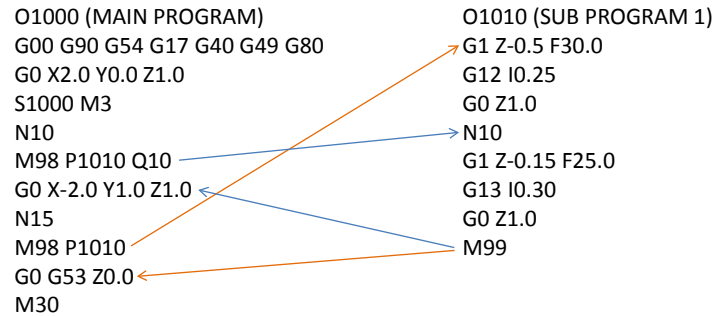 O1000 (MAIN PROGRAM)
G00 G90 G54 G17 G40 G49 G80
G0 X2.0 Y0.0 Z1.0
S1000 M3
N10
M98 P1010 Q10
G0 X-2.0 Y1.0 Z1.0
N15
M98 P1010
G0 G53 Z0.0
M30
O1010 (SUB PROGRAM 1)
G1 Z-0.5 F30.0
G12 I0.25
G0 Z1.0
N10
G1 Z-0.15 F25.0
G13 I0.30
G0 Z1.0
M99